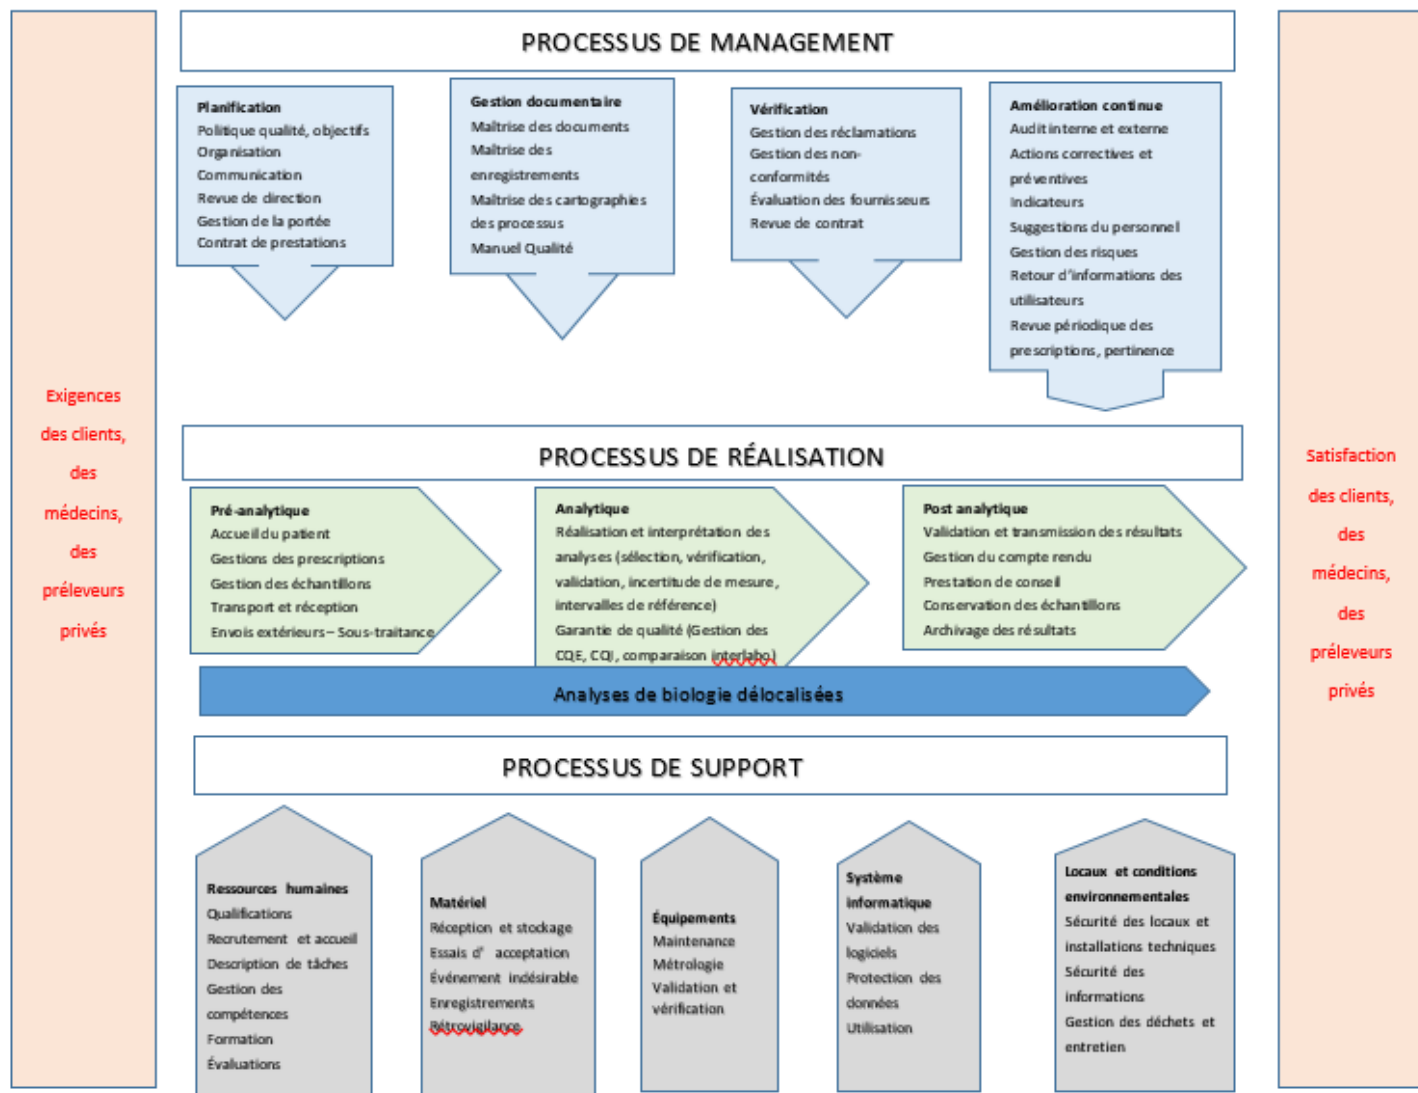 PROCESSUS DE MANAGEMENT
Planification
Politique qualité, objectifs
Organisation
Communication
Revue de direction
Gestion de la portée
Contrat de prestations
Gestion documentaire
Maîtrise des documents
Maîtrise des
enregistrements
Maîtrise des cartographies
des processus
Manuel Qualité
Vérification
Gestion des réclamations
Gestion des non-
conformités
Évaluation des fournisseurs
Revue de contrat
Amélioration continue
Audit interne et externe
Actions correctives et
préventives
Indicateurs
Suggestions du personnel
Gestion des risques
Retour d'informations des
utilisateurs
Revue périodique des
prescriptions, pertinence
Exigences
des clients,
des
médecins,
des
préleveurs
privés
PROCESSUS DE RÉALISATION
Pré-analytique
Accueil du patient
Gestions des prescriptions
Gestion des échantillons
Transport et réception
Envois extérieurs – Sous-traitance
Analytique
Réalisation et interprétation des
analyses (sélection, vérification,
validation, incertitude de mesure,
intervalles de référence)
Garantie de qualité (Gestion des
CQE, CQI, comparaison interlabo)
Post analytique
Validation et transmission des résultats
Gestion du compte rendu
Prestation de conseil
Conservation des échantillons
Archivage des résultats
Analyses de biologie délocalisées
Satisfaction
des clients,
des
médecins,
des
préleveurs
privés
PROCESSUS DE SUPPORT
Ressources humaines
Qualifications
Recrutement et accueil
Description de tâches
Gestion des
compétences
Formation
Évaluations
Matériel
Réception et stockage
Essais d' acceptation
Événement indésirable
Enregistrements
Rétrovigilance
Équipements
Maintenance
Métrologie
Validation et
vérification
Système
informatique
Validation des
logiciels
Protection des
données
Utilisation
Locaux et conditions
environnementales
Sécurité des locaux et
installations techniques
Sécurité des
informations
Gestion des déchets et
entretien